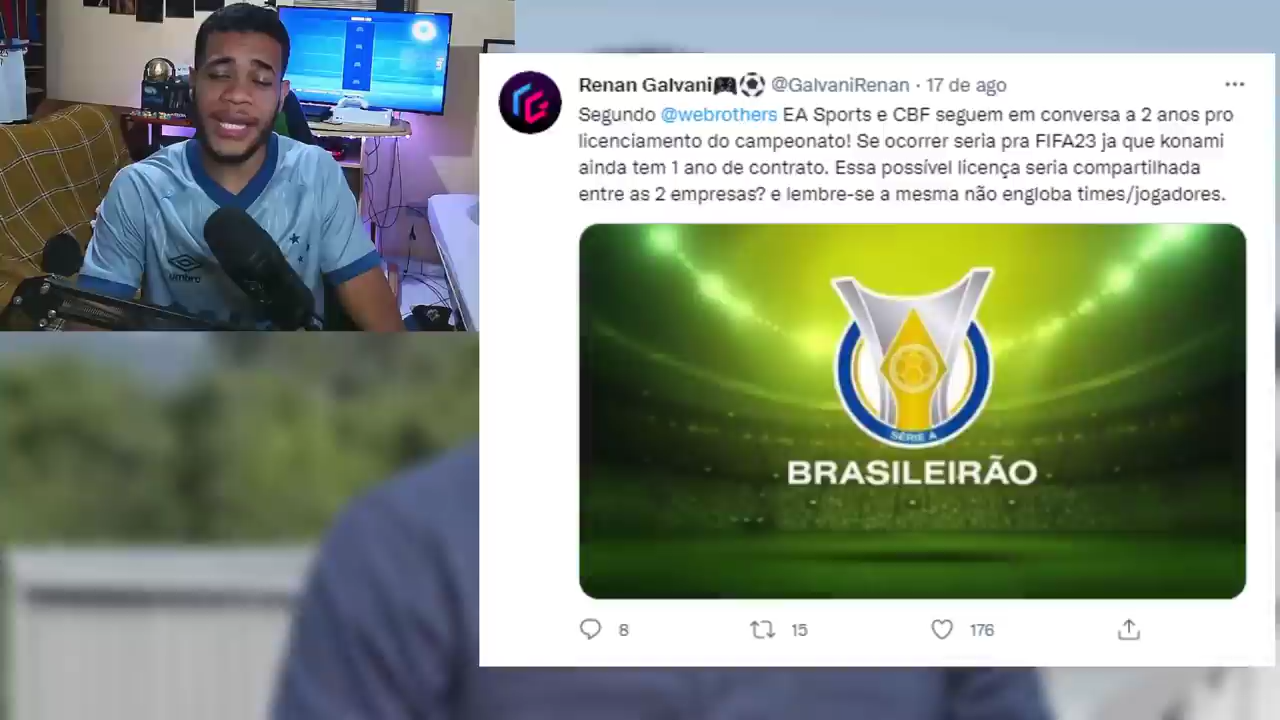 umbro
Renan Galvani🎮⚽ @GalvaniRenan · 17 de ago
Segundo @webrothers EA Sports e CBF seguem em conversa a 2 anos pro
licenciamento do campeonato! Se ocorrer seria pra FIFA23 ja que konami
ainda tem 1 ano de contrato. Essa possível licença seria compartilhada
entre as 2 empresas? e lembre-se a mesma não engloba times/jogadores.
SÉRIE A
BRASILEIRÃO
8 15 176